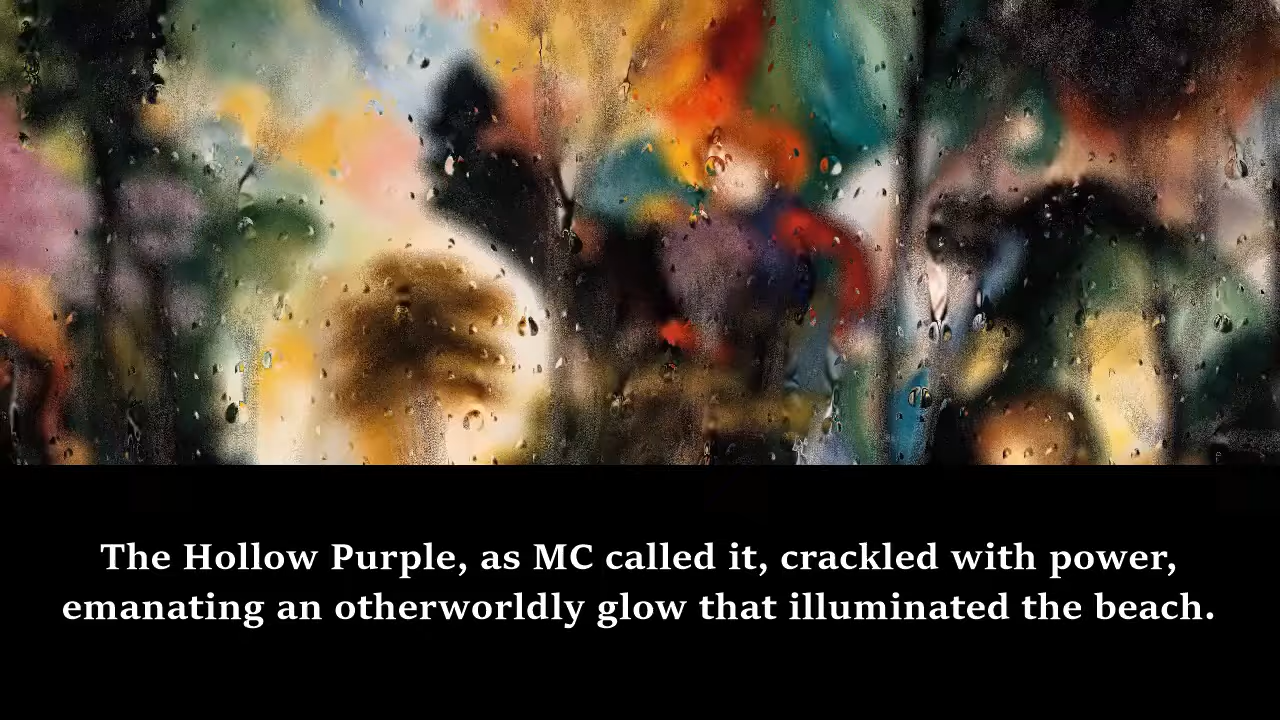 The Hollow Purple, as MC called it, crackled with power,
emanating an otherworldly glow that illuminated the beach.